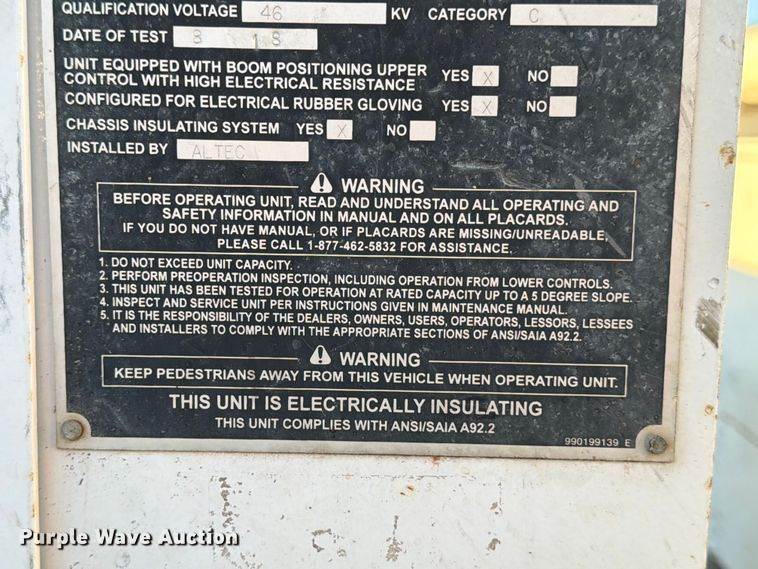 QUALIFICATION VOLTAGE 46 KV CATEGORY C
DATE OF TEST 8 18
UNIT EQUIPPED WITH BOOM POSITIONING UPPER
CONTROL WITH HIGH ELECTRICAL RESISTANCE YES X NO
CONFIGURED FOR ELECTRICAL RUBBER GLOVING YES X NO
CHASSIS INSULATING SYSTEM YES X NO
INSTALLED BY ALTEC
WARNING
BEFORE OPERATING UNIT, READ AND UNDERSTAND ALL OPERATING AND
SAFETY INFORMATION IN MANUAL AND ON ALL PLACARDS.
IF YOU DO NOT HAVE MANUAL, OR IF PLACARDS ARE MISSING/UNREADABLE,
PLEASE CALL 1-877-462-5832 FOR ASSISTANCE.
1. DO NOT EXCEED UNIT CAPACITY.
2. PERFORM PREOPERATION INSPECTION, INCLUDING OPERATION FROM LOWER CONTROLS.
3. THIS UNIT HAS BEEN TESTED FOR OPERATION AT RATED CAPACITY UP TO A 5 DEGREE SLOPE.
4. INSPECT AND SERVICE UNIT PER INSTRUCTIONS GIVEN IN MAINTENANCE MANUAL.
5. IT IS THE RESPONSIBILITY OF THE DEALERS, OWNERS, USERS, OPERATORS, LESSORS, LESSEES
AND INSTALLERS TO COMPLY WITH THE APPROPRIATE SECTIONS OF ANSI/SAIA A92.2.
WARNING
KEEP PEDESTRIANS AWAY FROM THIS VEHICLE WHEN OPERATING UNIT.
THIS UNIT IS ELECTRICALLY INSULATING
THIS UNIT COMPLIES WITH ANSI/SAIA A92.2
990199139 E
Purple Wave Auction